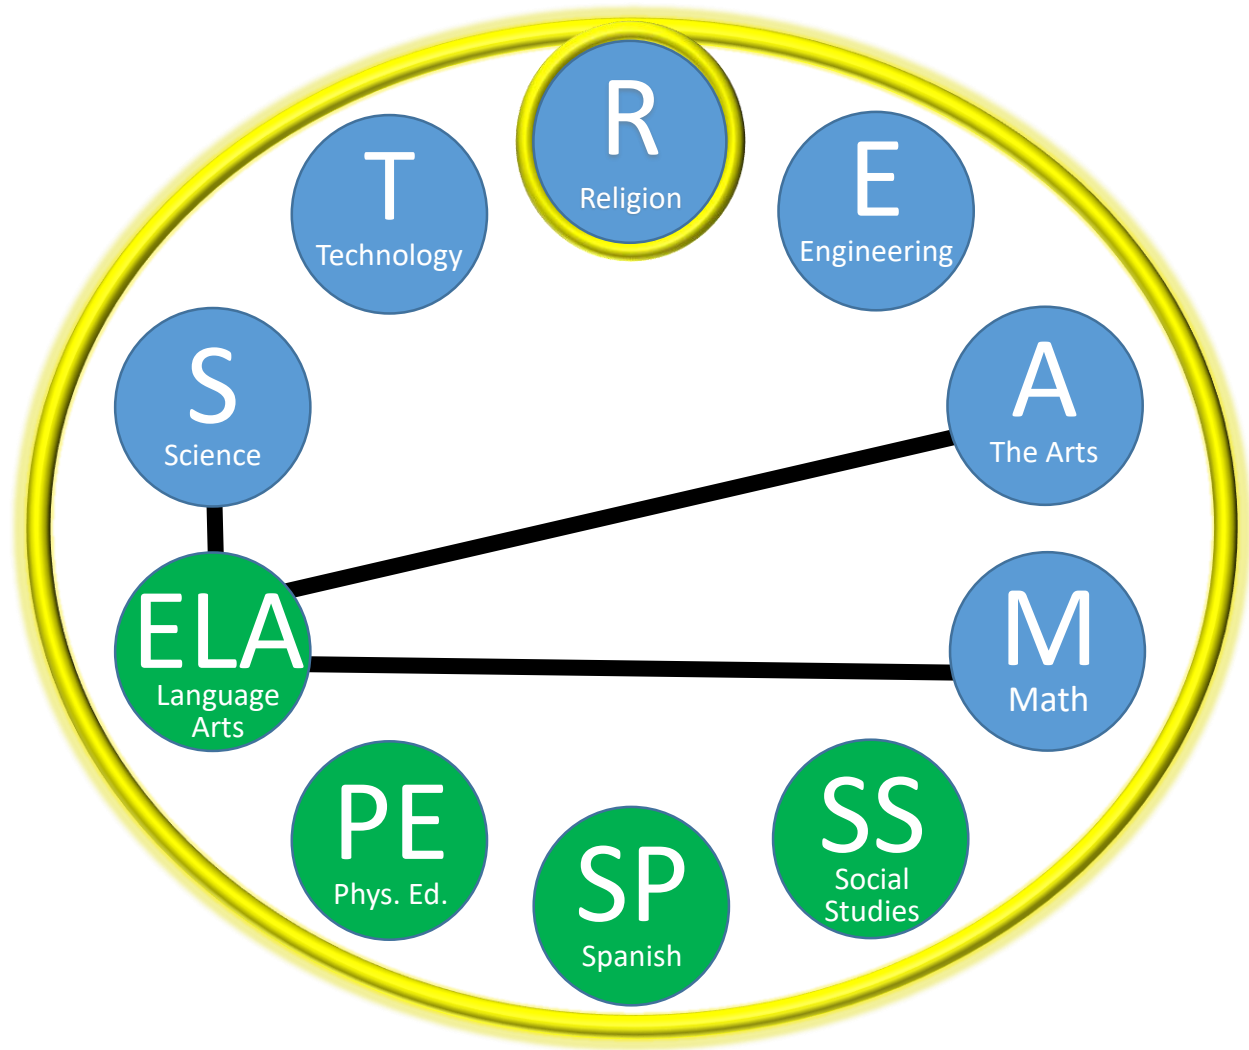 R
Religion
T
Technology
E
Engineering
S
Science
A
The Arts
ELA
Language
Arts
M
Math
PE
Phys. Ed.
SP
Spanish
SS
Social
Studies